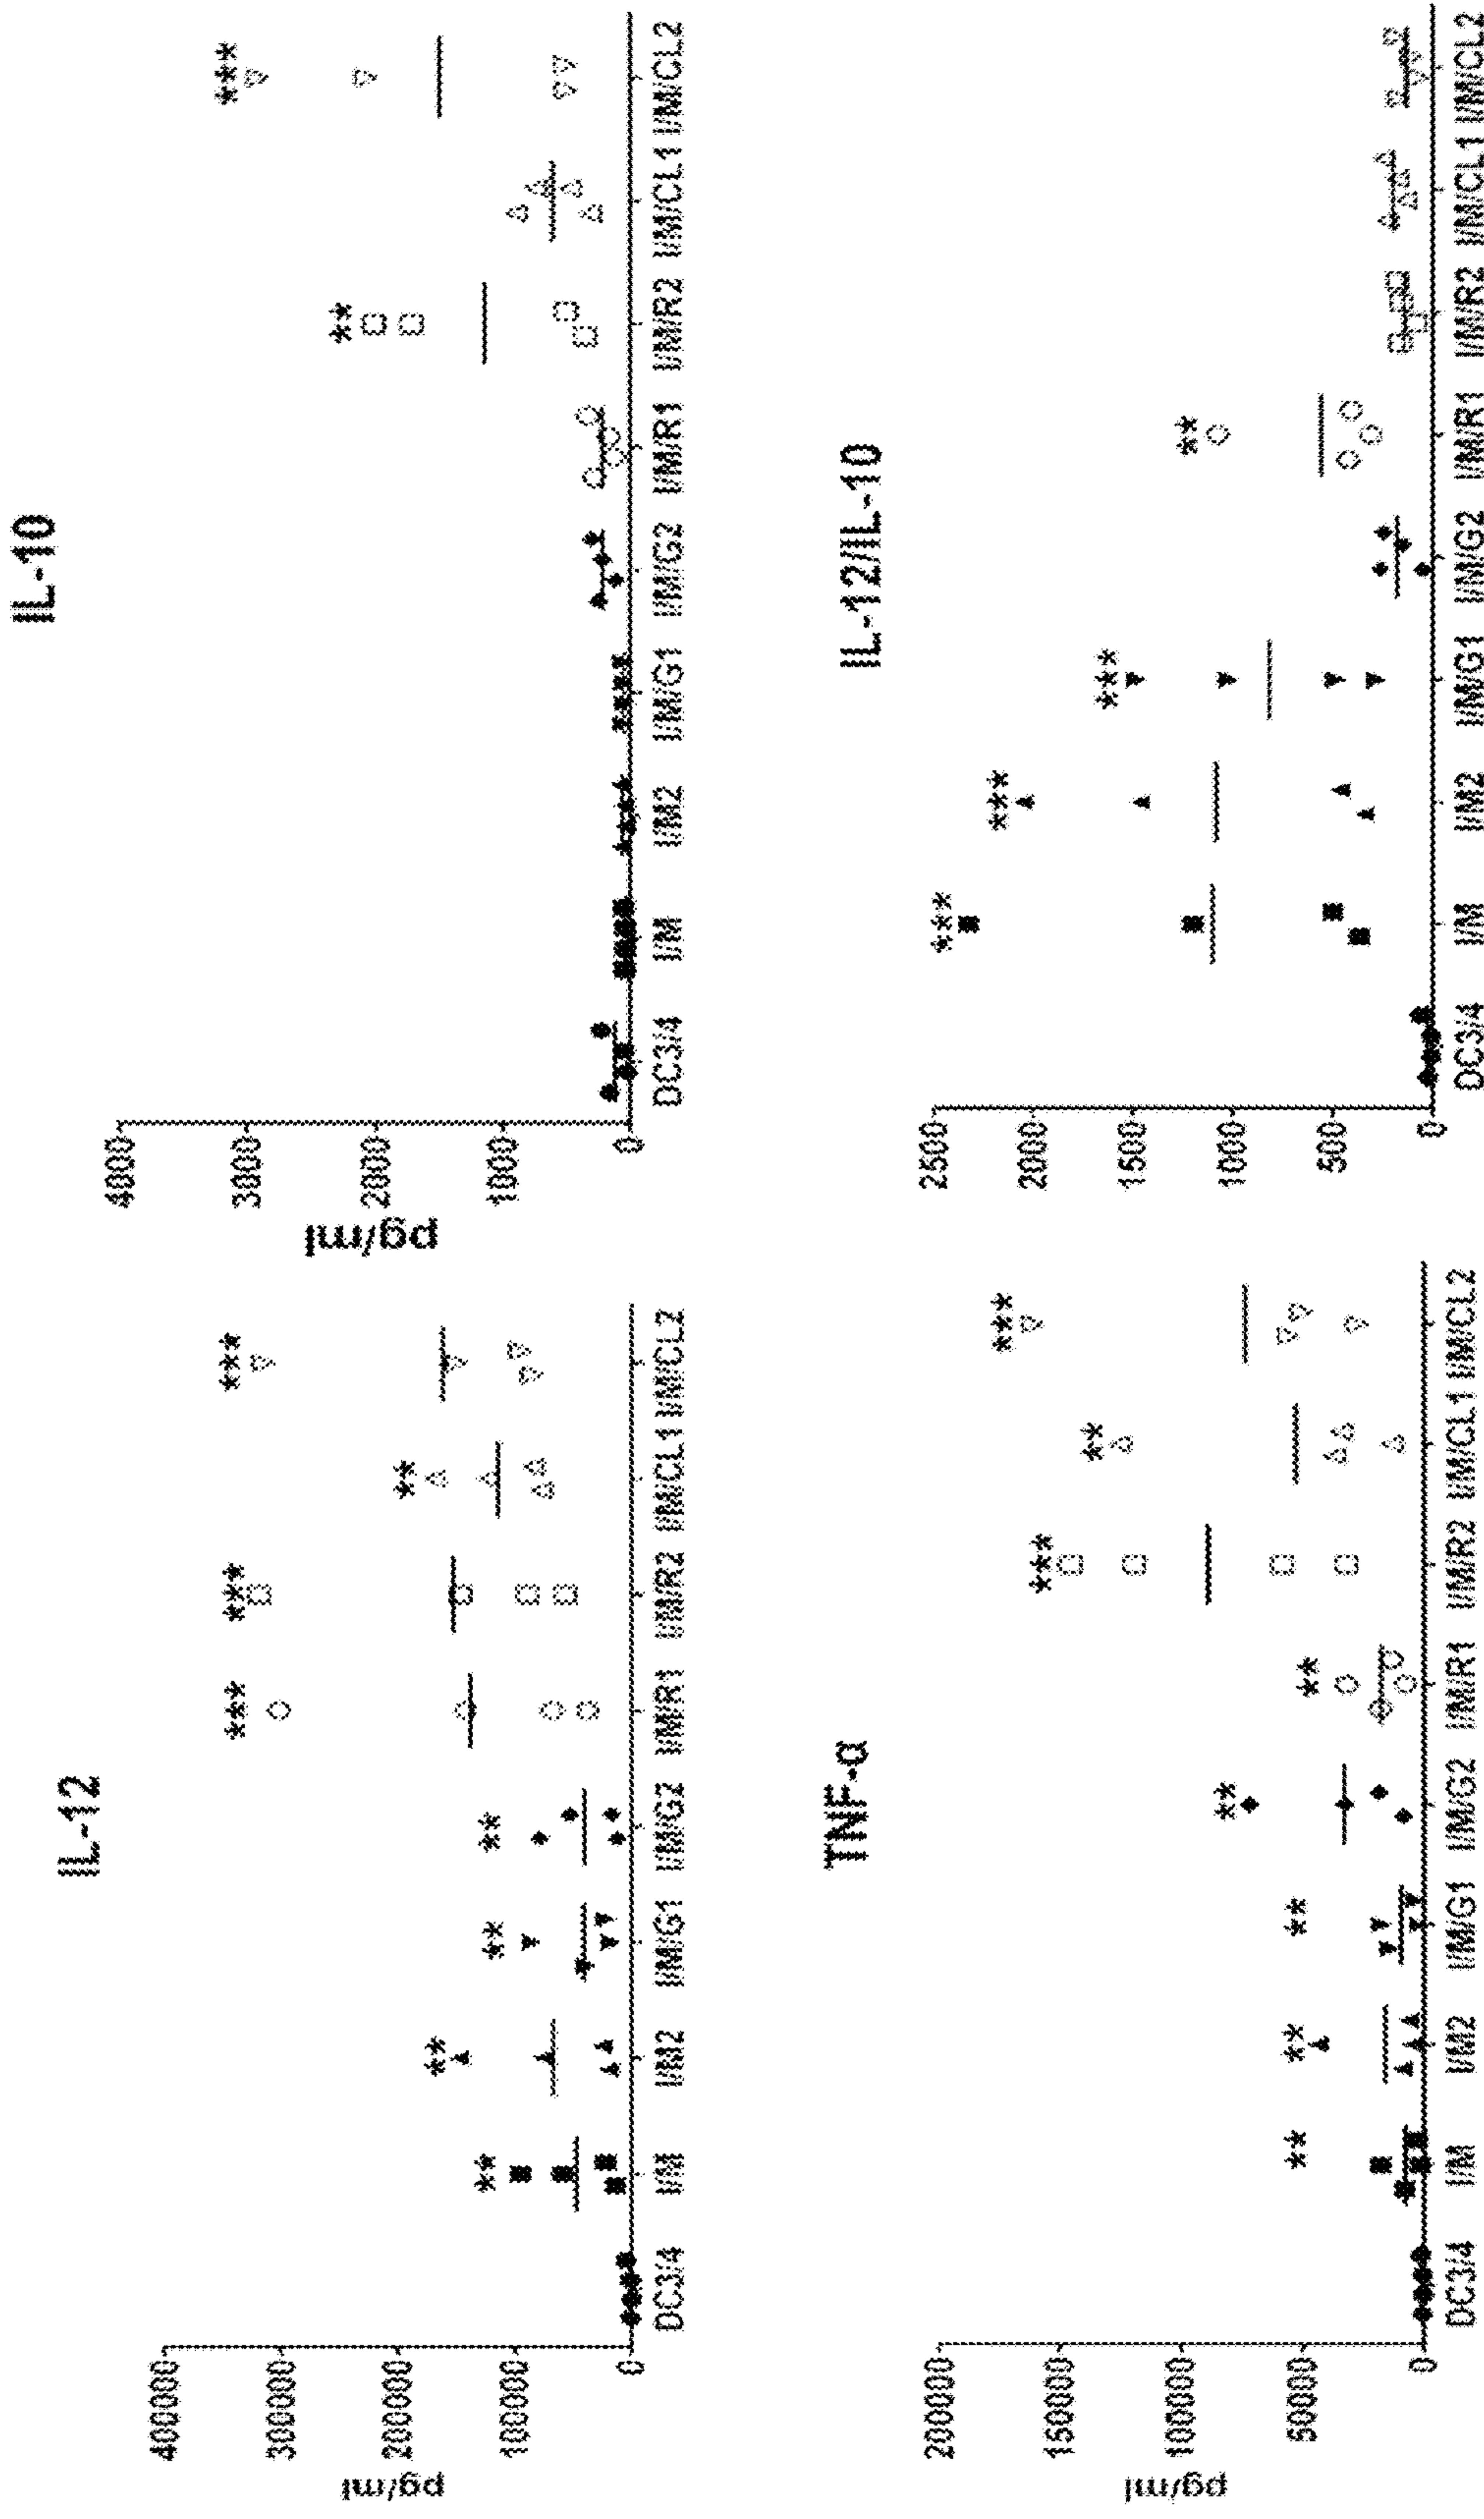 IL-12
pg/ml
400000
300000
200000
100000
0
DC3/4 I/M I/M2 I/M/G1 I/M/G2 I/M/R1 I/M/R2 I/M/CL1 I/M/CL2
** ** ** ** *** *** ** ***
IL-10
pg/ml
4000
3000
2000
1000
0
DC3/4 I/M I/M2 I/M/G1 I/M/G2 I/M/R1 I/M/R2 I/M/CL1 I/M/CL2
** ***
TNF-α
pg/ml
200000
150000
100000
50000
0
DC3/4 I/M I/M2 I/M/G1 I/M/G2 I/M/R1 I/M/R2 I/M/CL1 I/M/CL2
** ** ** ** ** *** ** ***
IL-12/IL-10
2500
2000
1500
1000
500
0
DC3/4 I/M I/M2 I/M/G1 I/M/G2 I/M/R1 I/M/R2 I/M/CL1 I/M/CL2
*** *** *** **